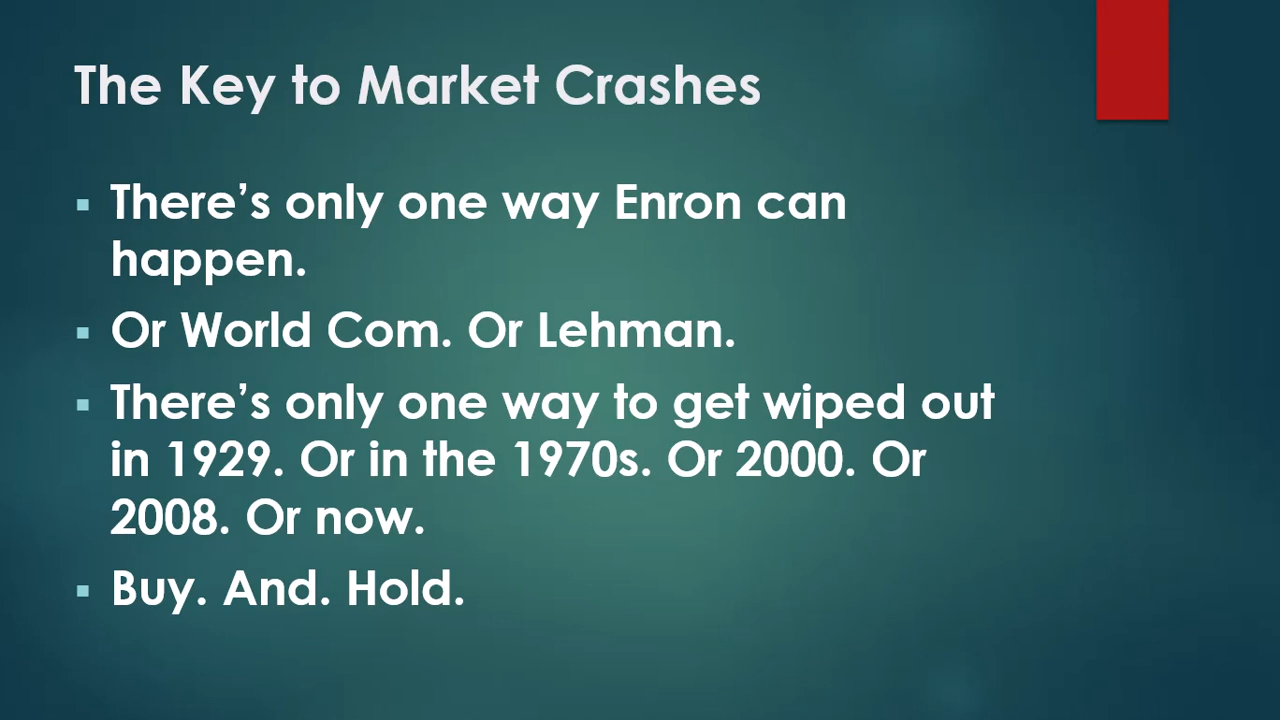 The Key to Market Crashes
There’s only one way Enron can
happen.
Or World Com. Or Lehman.
There’s only one way to get wiped out
in 1929. Or in the 1970s. Or 2000. Or
2008. Or now.
Buy. And. Hold.